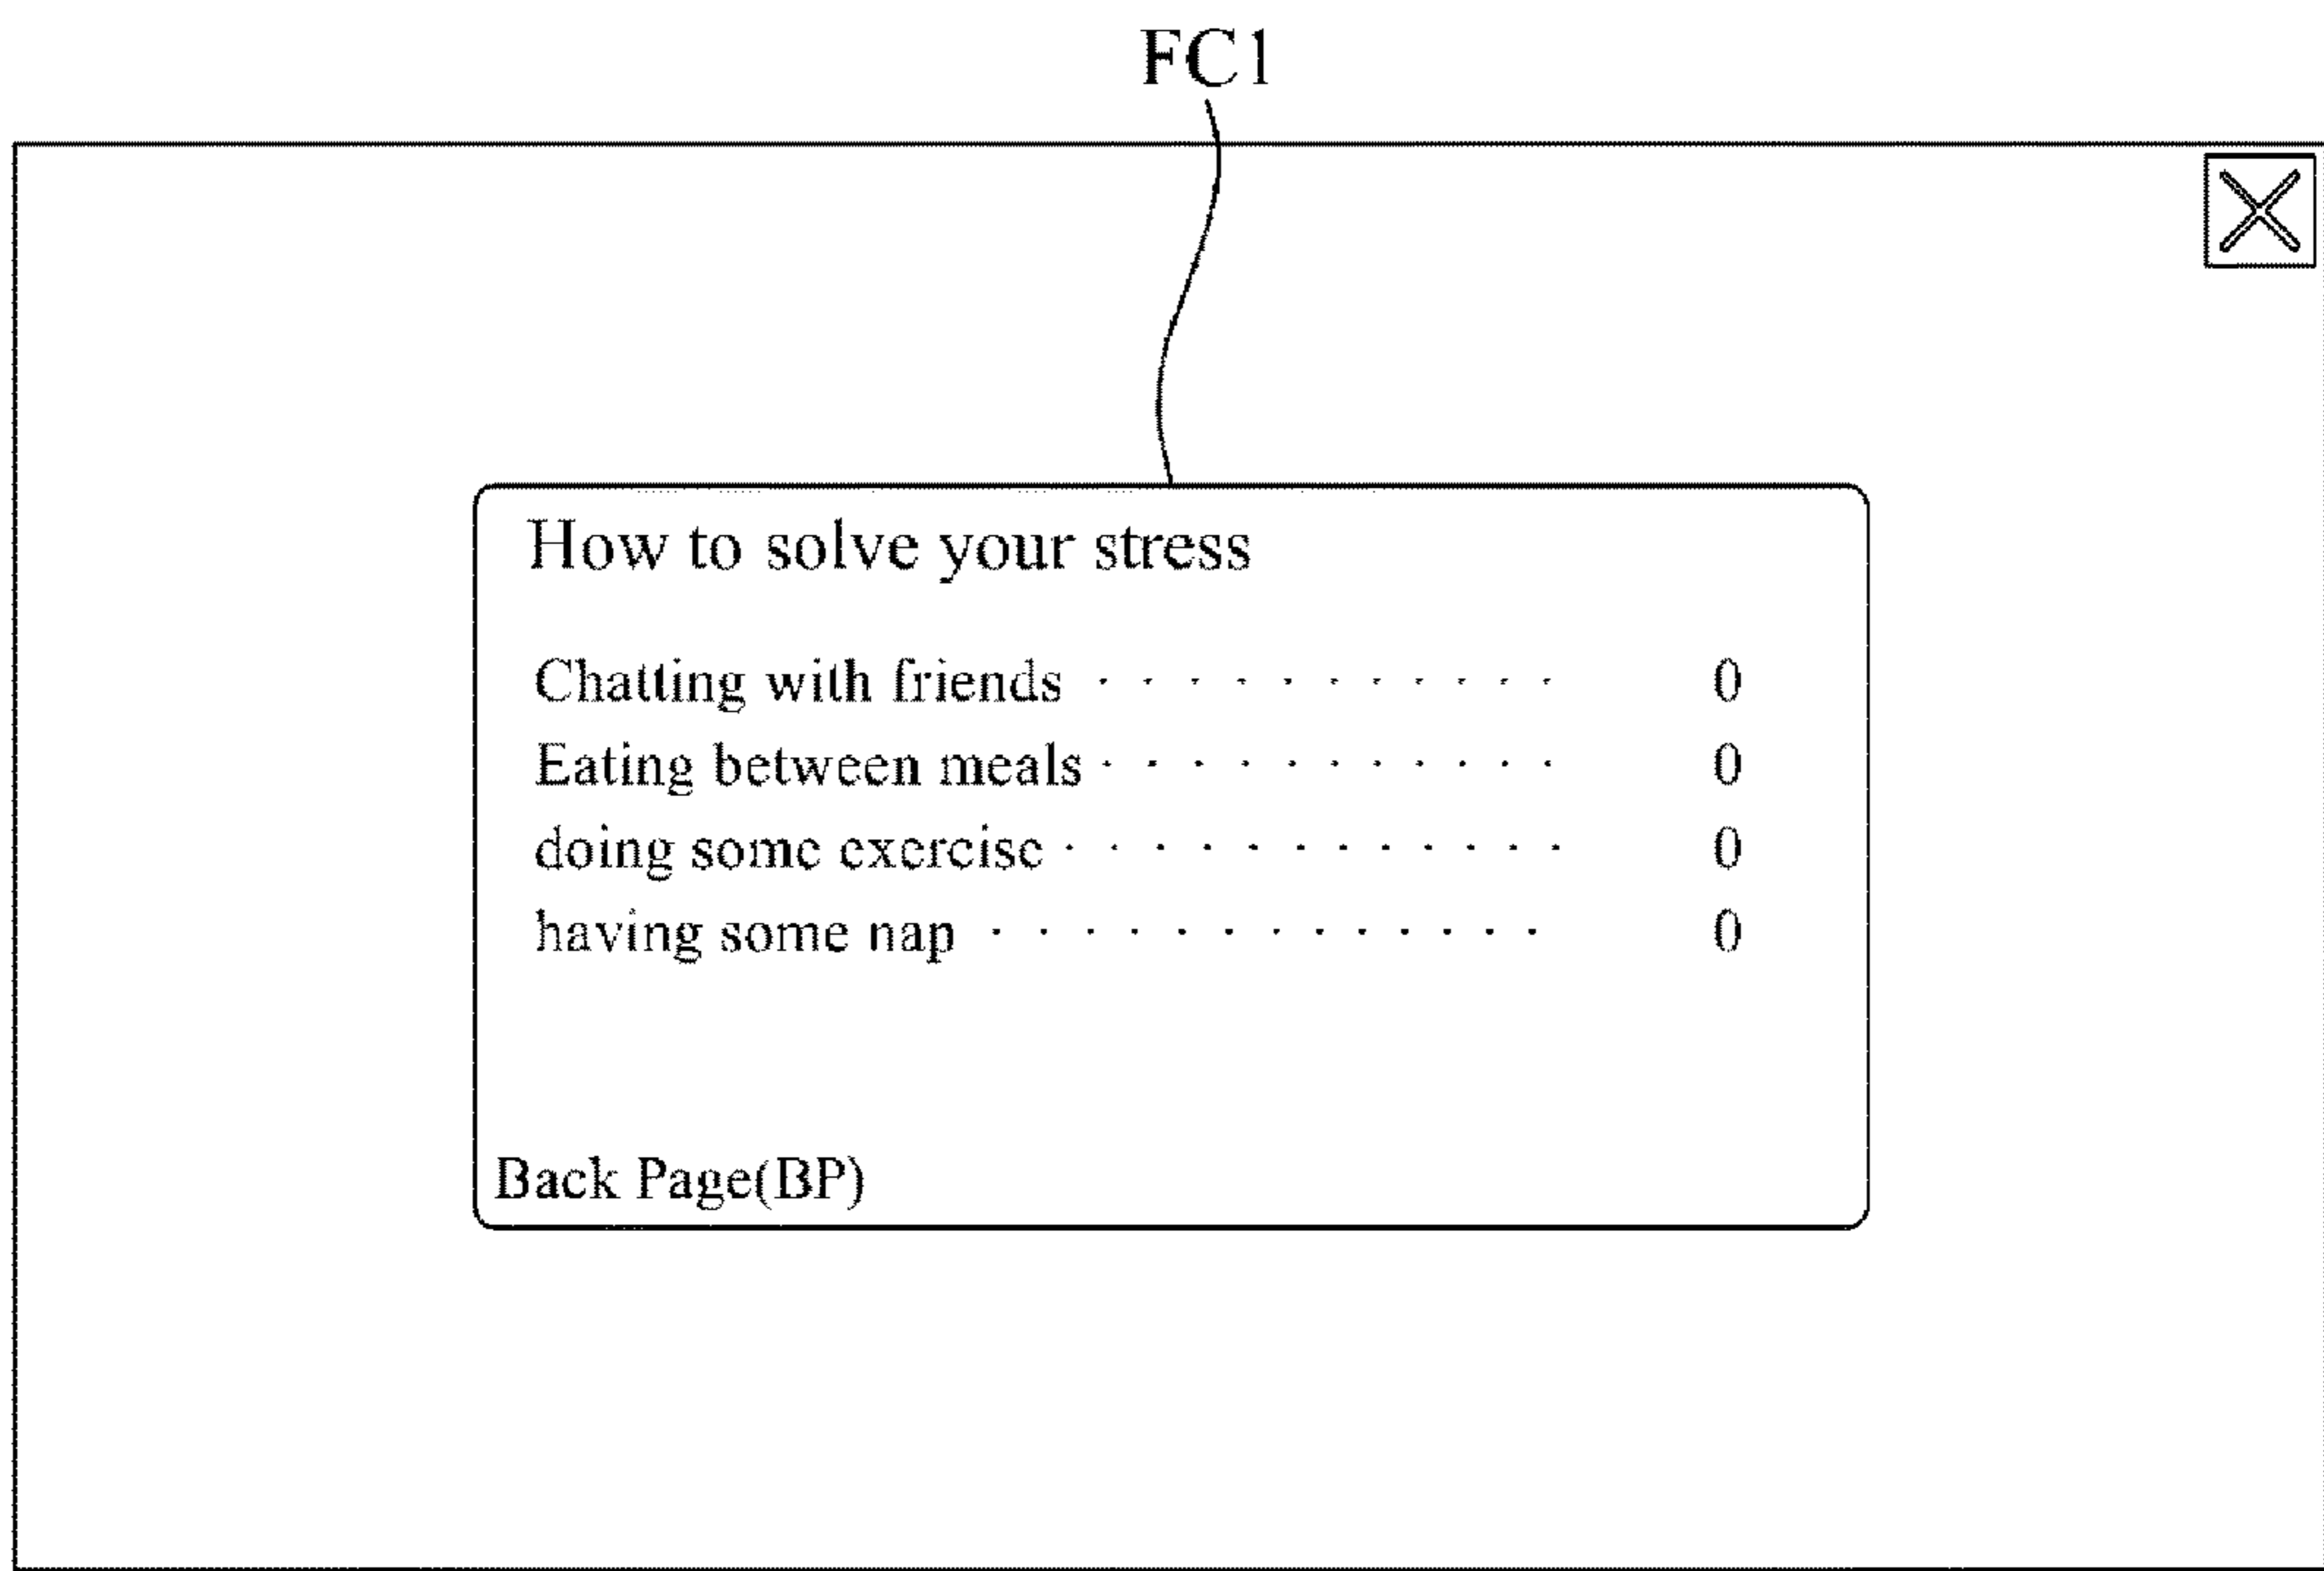 FC1
How to solve your stress
Chatting with friends · · · · · · · · · · · 0
Eating between meals · · · · · · · · · · · 0
doing some exercise · · · · · · · · · · · · 0
having some nap · · · · · · · · · · · · · 0
Back Page(BP)